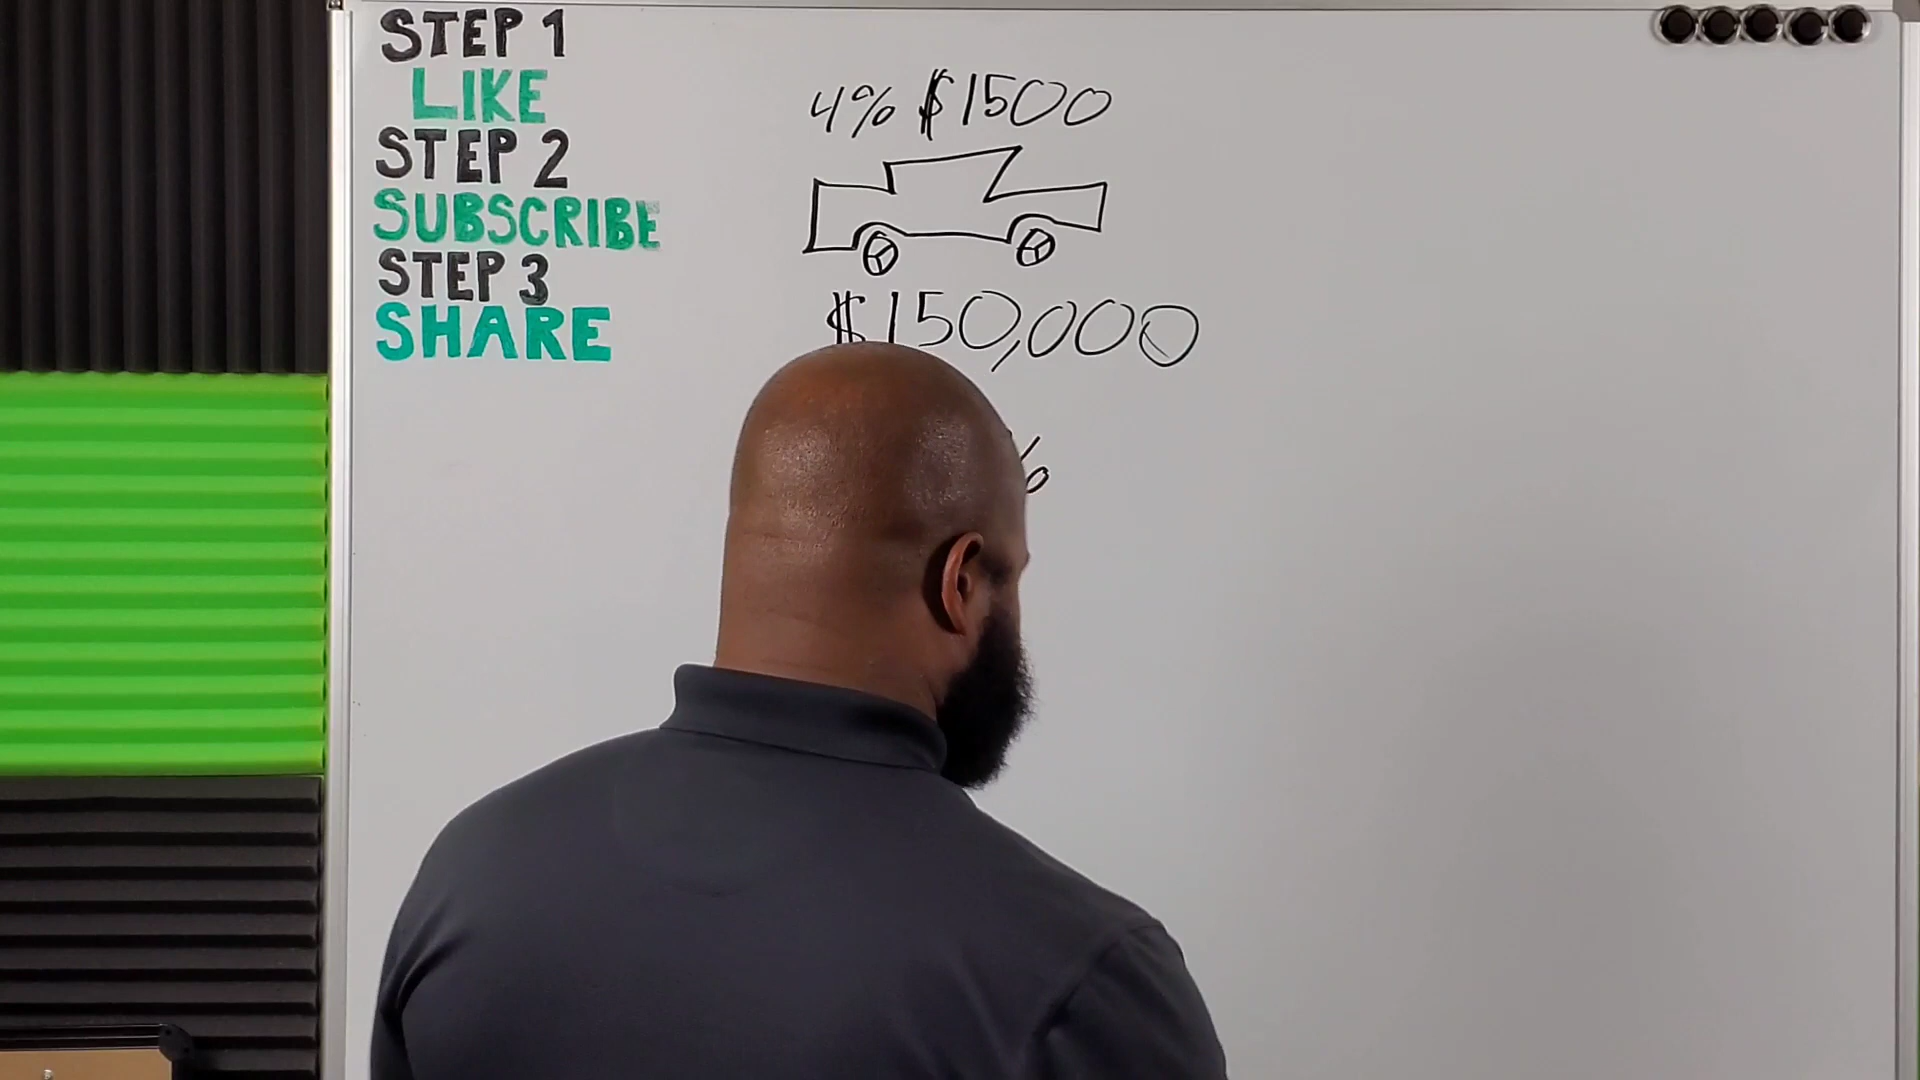 STEP 1
LIKE
STEP 2
SUBSCRIBE
STEP 3
SHARE
4% $1500
$150,000
%